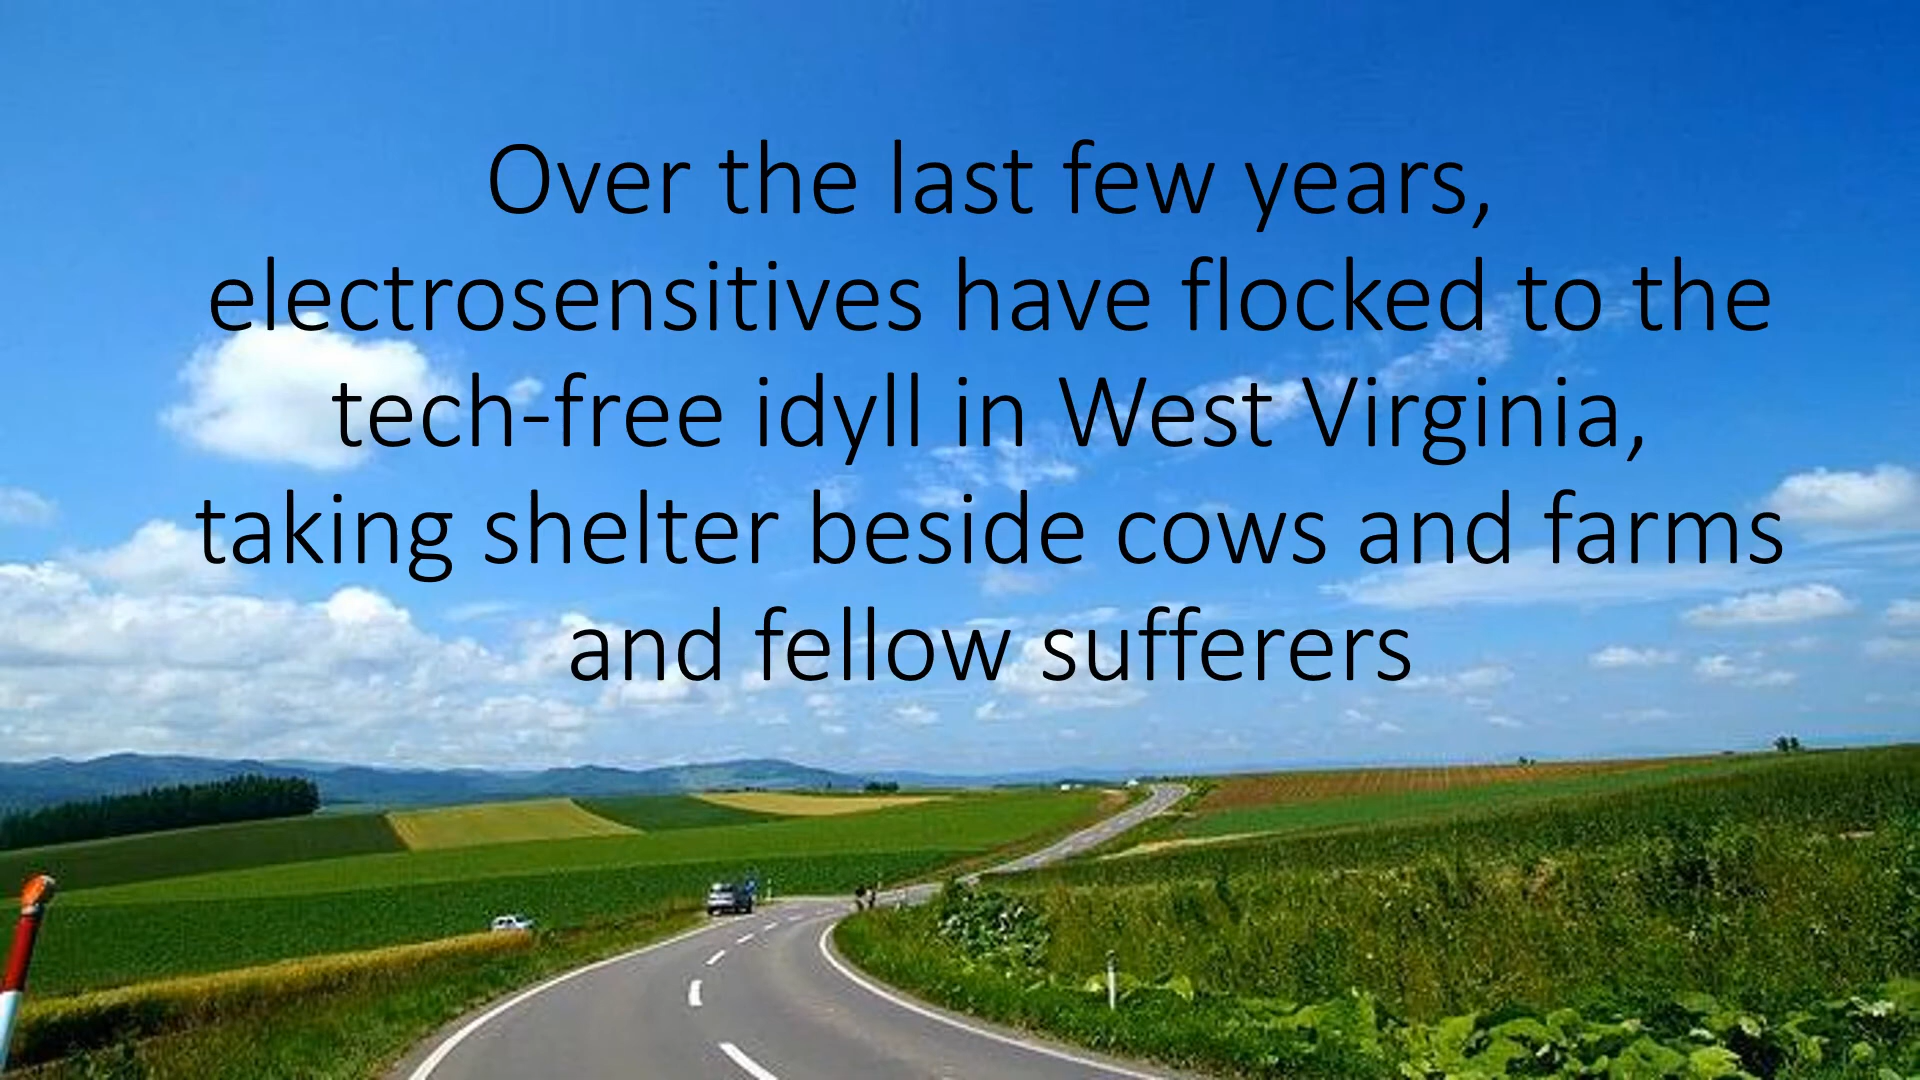 Over the last few years,
electrosensitives have flocked to the
tech-free idyll in West Virginia,
taking shelter beside cows and farms
and fellow sufferers